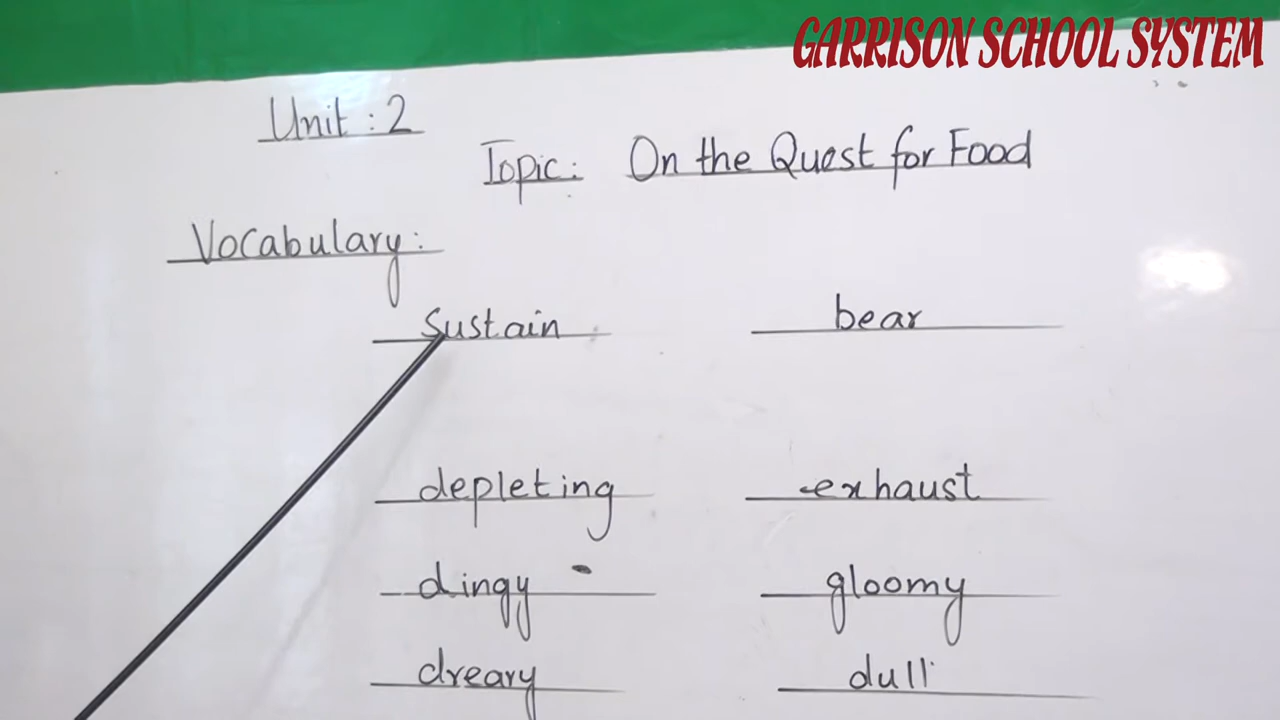 GARRISON SCHOOL SYSTEM
Unit : 2
Topic: On the Quest for Food
Vocabulary:
Sustain bear
depleting exhaust
dingy gloomy
dreary dull